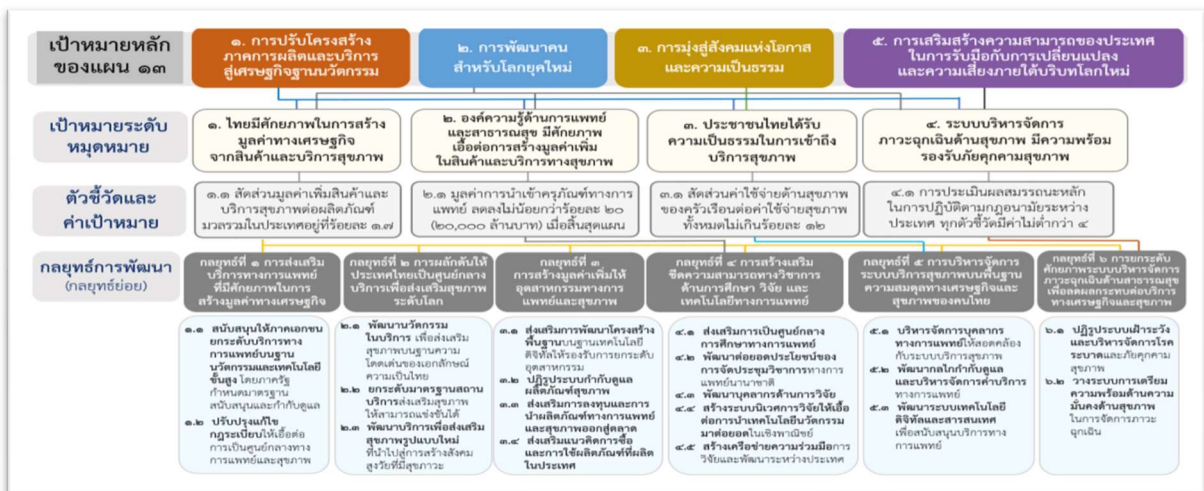 เป้าหมายหลัก
ของแผน ๑๓
๑. การปรับโครงสร้าง
ภาคการผลิตและบริการ
สู่เศรษฐกิจฐานนวัตกรรม
๒. การพัฒนาคน
สำหรับโลกยุคใหม่
๓. การมุ่งสู่สังคมแห่งโอกาส
และความเป็นธรรม
๕. การเสริมสร้างความสามารถของประเทศ
ในการรับมือกับการเปลี่ยนแปลง
และความเสี่ยงภายใต้บริบทโลกใหม่
เป้าหมายระดับ
หมุดหมาย
๑. ไทยมีศักยภาพในการสร้าง
มูลค่าทางเศรษฐกิจ
จากสินค้าและบริการสุขภาพ
๒. องค์ความรู้ด้านการแพทย์
และสาธารณสุข มีศักยภาพ
เอื้อต่อการสร้างมูลค่าเพิ่ม
ในสินค้าและบริการทางสุขภาพ
๓. ประชาชนไทยได้รับ
ความเป็นธรรมในการเข้าถึง
บริการสุขภาพ
๔. ระบบบริหารจัดการ
ภาวะฉุกเฉินด้านสุขภาพ มีความพร้อม
รองรับภัยคุกคามสุขภาพ
ตัวชี้วัดและ
ค่าเป้าหมาย
๑.๑ สัดส่วนมูลค่าเพิ่มสินค้าและ
บริการสุขภาพต่อผลิตภัณฑ์
มวลรวมในประเทศอยู่ที่ร้อยละ ๑.๗
๒.๑ มูลค่าการนำเข้าครุภัณฑ์ทางการ
แพทย์ ลดลงไม่น้อยกว่าร้อยละ ๒๐
(๒๐,๐๐๐ ล้านบาท) เมื่อสิ้นสุดแผน
๓.๑ สัดส่วนค่าใช้จ่ายด้านสุขภาพ
ของครัวเรือนต่อค่าใช้จ่ายสุขภาพ
ทั้งหมดไม่เกินร้อยละ ๑๒
๔.๑ การประเมินผลสมรรถนะหลัก
ในการปฏิบัติตามกฎอนามัยระหว่าง
ประเทศ ทุกตัวชี้วัดมีค่าไม่ต่ำกว่า ๔
กลยุทธ์การพัฒนา
(กลยุทธ์ย่อย)
กลยุทธ์ที่ ๑ การส่งเสริม
บริการทางการแพทย์
ที่มีศักยภาพในการ
สร้างมูลค่าทางเศรษฐกิจ
กลยุทธ์ที่ ๒ การผลักดันให้
ประเทศไทยเป็นศูนย์กลาง
บริการเพื่อส่งเสริมสุขภาพ
ระดับโลก
กลยุทธ์ที่ ๓
การสร้างมูลค่าเพิ่มให้
อุตสาหกรรมทางการ
แพทย์และสุขภาพ
กลยุทธ์ที่ ๔ การสร้างเสริม
ขีดความสามารถทางวิชาการ
ด้านการศึกษา วิจัย และ
เทคโนโลยีทางการแพทย์
กลยุทธ์ที่ ๕ การบริหารจัดการ
ระบบบริการสุขภาพบนพื้นฐาน
ความสมดุลทางเศรษฐกิจและ
สุขภาพของคนไทย
กลยุทธ์ที่ ๖ การยกระดับ
ศักยภาพระบบบริหารจัดการ
ภาวะฉุกเฉินด้านสาธารณสุข
เพื่อลดผลกระทบต่อบริการ
ทางเศรษฐกิจและสุขภาพ
๑.๑ สนับสนุนให้ภาคเอกชน
ยกระดับบริการทาง
การแพทย์บนฐาน
นวัตกรรมและเทคโนโลยี
ขั้นสูง โดยภาครัฐ
กำหนดมาตรฐาน
สนับสนุนและกำกับดูแล
๑.๒ ปรับปรุงแก้ไข
กฎระเบียบให้เอื้อต่อ
การเป็นศูนย์กลางทาง
การแพทย์และสุขภาพ
๒.๑ พัฒนานวัตกรรม
ในบริการ เพื่อส่งเสริม
สุขภาพบนฐานความ
โดดเด่นของเอกลักษณ์
ความเป็นไทย
๒.๒ ยกระดับมาตรฐานสถาน
บริการส่งเสริมสุขภาพ
ให้สามารถแข่งขันได้
๒.๓ พัฒนาบริการเพื่อส่งเสริม
สุขภาพรูปแบบใหม่
ที่นำไปสู่การสร้างสังคม
สูงวัยที่มีสุขภาวะ
๓.๑ ส่งเสริมการพัฒนาโครงสร้าง
พื้นฐานบนฐานเทคโนโลยี
ดิจิทัลให้รองรับการยกระดับ
อุตสาหกรรม
๓.๒ ปฏิรูประบบกำกับดูแล
ผลิตภัณฑ์สุขภาพ
๓.๓ ส่งเสริมการลงทุนและการ
นำผลิตภัณฑ์ทางการแพทย์
และสุขภาพออกสู่ตลาด
๓.๔ ส่งเสริมแนวคิดการซื้อ
และการใช้ผลิตภัณฑ์ที่ผลิต
ในประเทศ
๔.๑ ส่งเสริมการเป็นศูนย์กลาง
การศึกษาทางการแพทย์
๔.๒ พัฒนาต่อยอดประโยชน์ของ
การจัดประชุมวิชาการทางการ
แพทย์นานาชาติ
๔.๓ พัฒนาบุคลากรด้านการวิจัย
๔.๔ สร้างระบบนิเวศการวิจัยให้เอื้อ
ต่อการนำเทคโนโลยีนวัตกรรม
มาต่อยอดในเชิงพาณิชย์
๔.๕ สร้างเครือข่ายความร่วมมือการ
วิจัยและพัฒนาระหว่างประเทศ
๕.๑ บริหารจัดการบุคลากร
ทางการแพทย์ให้สอดคล้อง
กับระบบบริการสุขภาพ
๕.๒ พัฒนากลไกกำกับดูแล
และบริหารจัดการค่าบริการ
ทางการแพทย์
๕.๓ พัฒนาระบบเทคโนโลยี
ดิจิทัลและสารสนเทศ
เพื่อสนับสนุนบริการทาง
การแพทย์
๖.๑ ปฏิรูประบบเฝ้าระวัง
และบริหารจัดการโรค
ระบาดและภัยคุกคาม
สุขภาพ
๖.๒ วางระบบการเตรียม
ความพร้อมด้านความ
มั่นคงด้านสุขภาพ
ในการจัดการภาวะ
ฉุกเฉิน